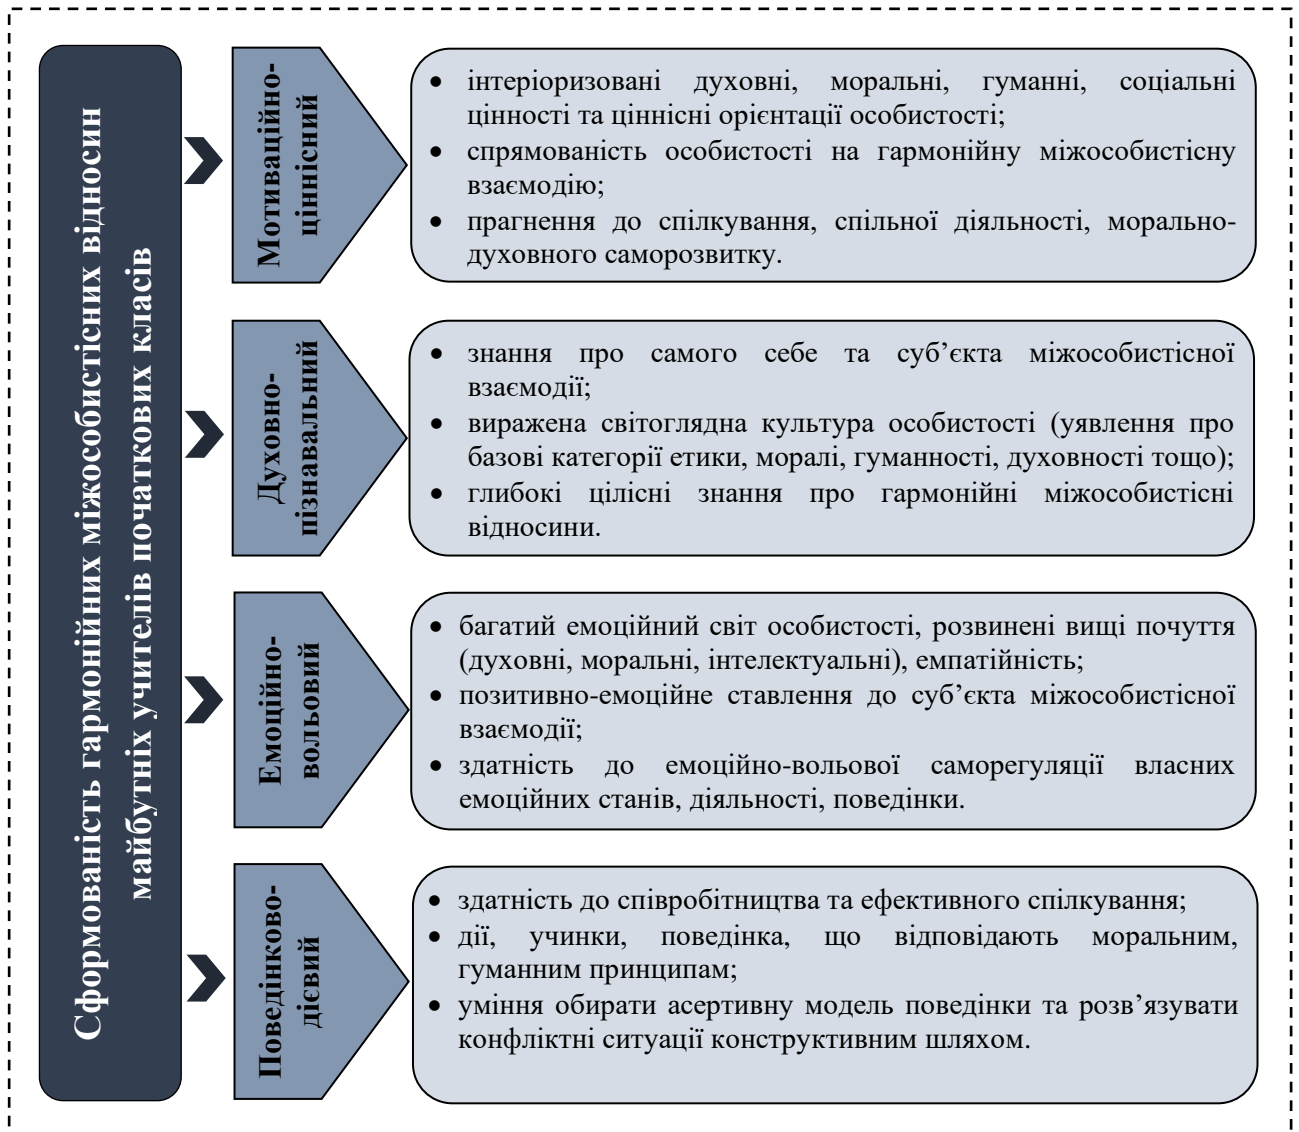 Сформованість гармонійних міжособистісних відносин
майбутніх учителів початкових класів
Мотиваційно-
ціннісний
• інтеріоризовані духовні, моральні, гуманні, соціальні
цінності та ціннісні орієнтації особистості;
• спрямованість особистості на гармонійну міжособистісну
взаємодію;
• прагнення до спілкування, спільної діяльності, морально-
духовного саморозвитку.
Духовно-
пізнавальний
• знання про самого себе та суб’єкта міжособистісної
взаємодії;
• виражена світоглядна культура особистості (уявлення про
базові категорії етики, моралі, гуманності, духовності тощо);
• глибокі цілісні знання про гармонійні міжособистісні
відносини.
Емоційно-
вольовий
• багатий емоційний світ особистості, розвинені вищі почуття
(духовні, моральні, інтелектуальні), емпатійність;
• позитивно-емоційне ставлення до суб’єкта міжособистісної
взаємодії;
• здатність до емоційно-вольової саморегуляції власних
емоційних станів, діяльності, поведінки.
Поведінково-
дієвий
• здатність до співробітництва та ефективного спілкування;
• дії, учинки, поведінка, що відповідають моральним,
гуманним принципам;
• уміння обирати асертивну модель поведінки та розв’язувати
конфліктні ситуації конструктивним шляхом.